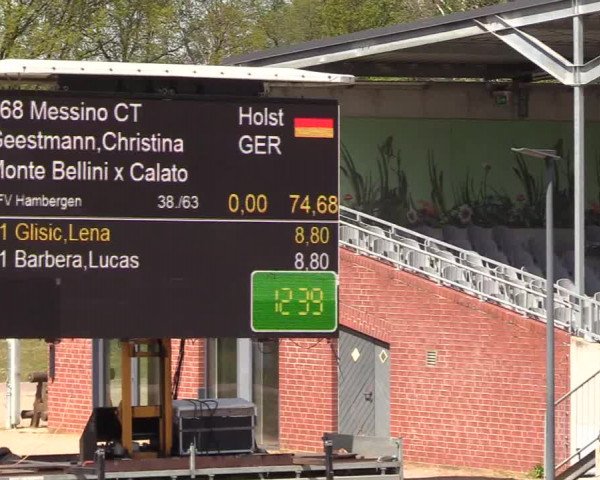 68 Messino CT Holst
Geestmann,Christina GER
Monte Bellini x Calato
FV Hambergen 38./63 0,00 74,68
1 Glisic,Lena 8,80
1 Barbera,Lucas 8,80
12 39